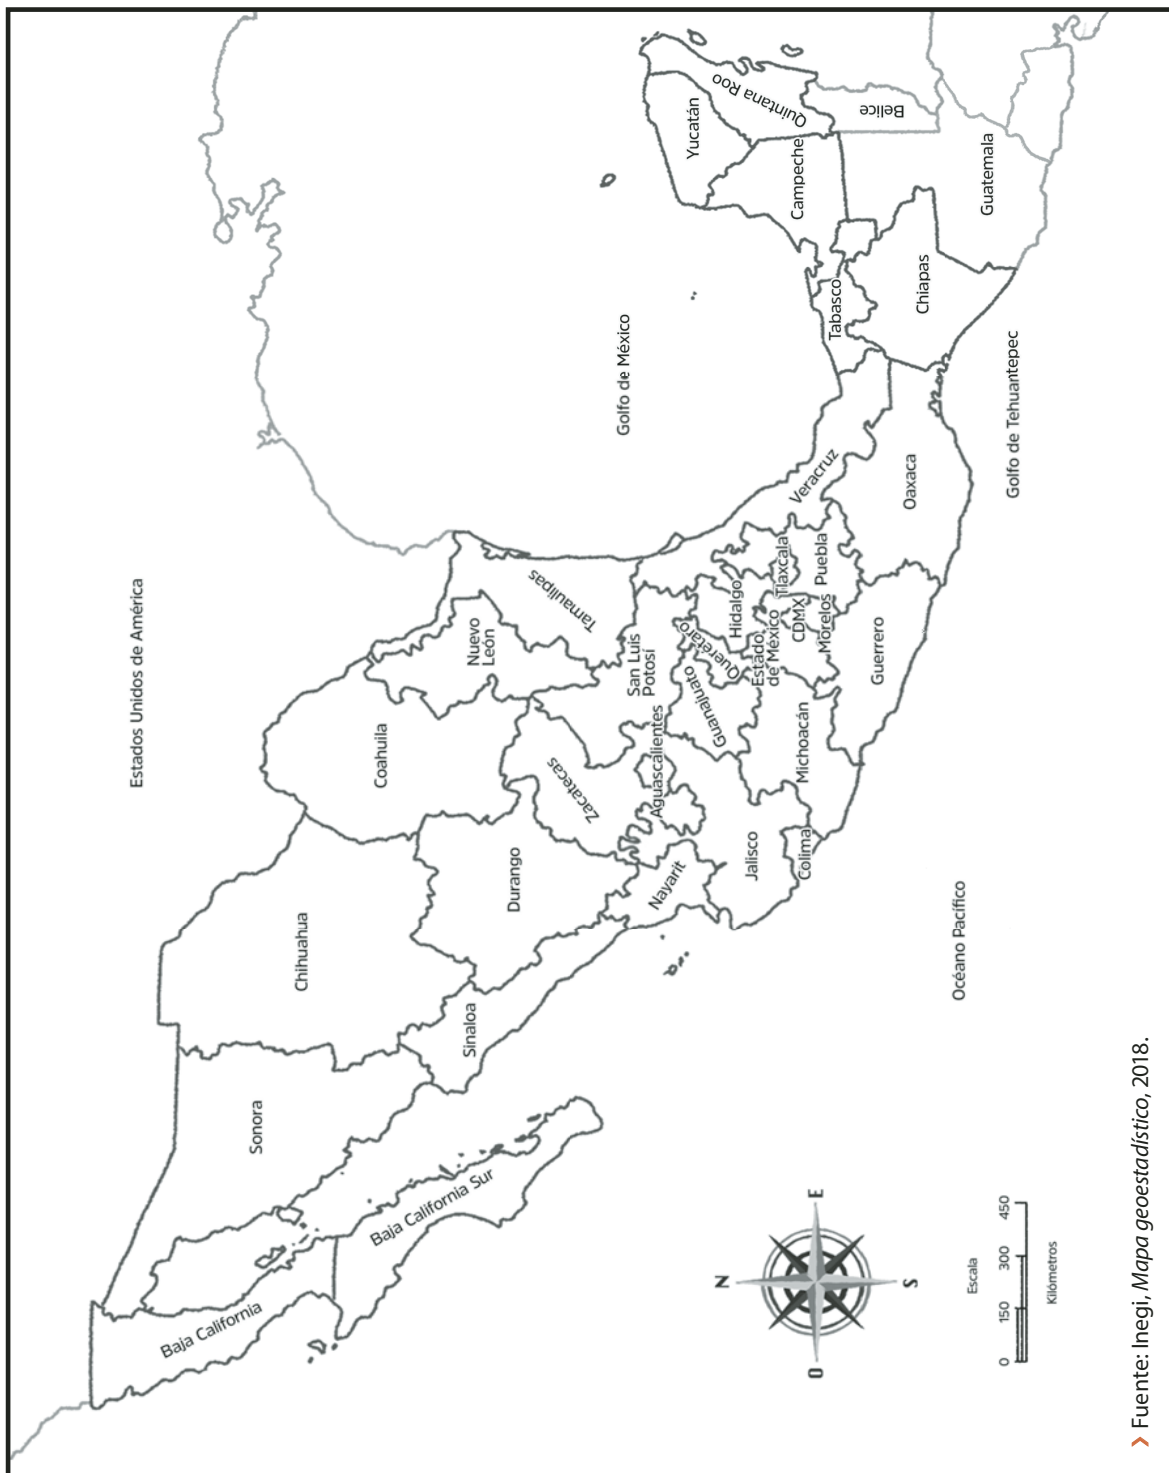 Estados Unidos de América
Baja California
Sonora
Chihuahua
Coahuila
Baja California Sur
Sinaloa
Durango
Nuevo
León
Tamaulipas
Zacatecas
San Luis
Potosí
Golfo de México
Nayarit
Aguascalientes
Guanajuato
Querétaro
Hidalgo
Jalisco
Colima
Michoacán
Estado
de México
CDMX
Morelos
Tlaxcala
Puebla
Veracruz
Guerrero
Oaxaca
Tabasco
Chiapas
Campeche
Yucatán
Quintana Roo
Belice
Guatemala
Golfo de Tehuantepec
Océano Pacífico
N
O
E
S
Escala
0 150 300 450
Kilómetros
› Fuente: Inegi, Mapa geoestadístico, 2018.